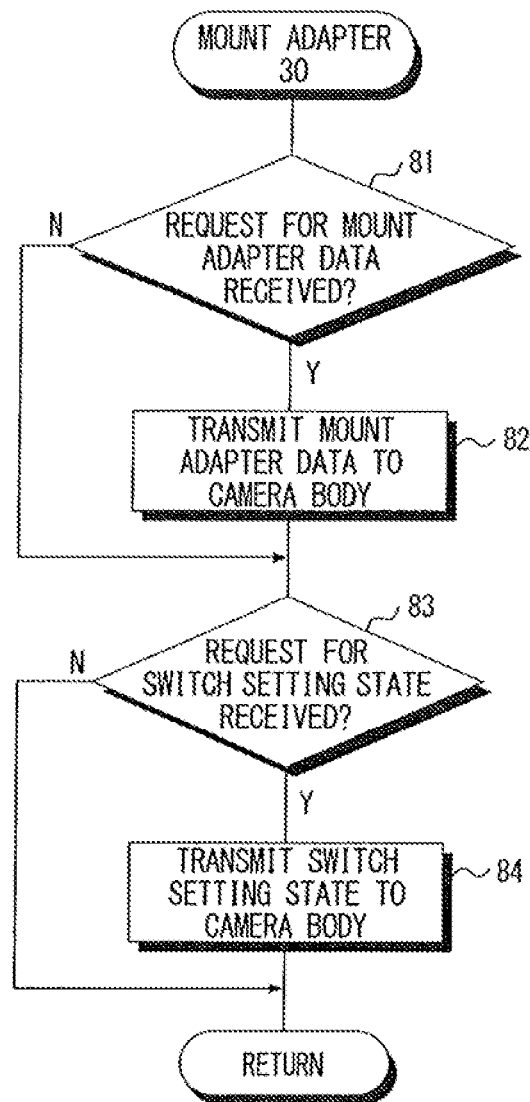 MOUNT ADAPTER
30
81
N
REQUEST FOR MOUNT
ADAPTER DATA
RECEIVED?
Y
TRANSMIT MOUNT
ADAPTER DATA TO
CAMERA BODY
82
83
N
REQUEST FOR
SWITCH SETTING STATE
RECEIVED?
Y
TRANSMIT SWITCH
SETTING STATE TO
CAMERA BODY
84
RETURN